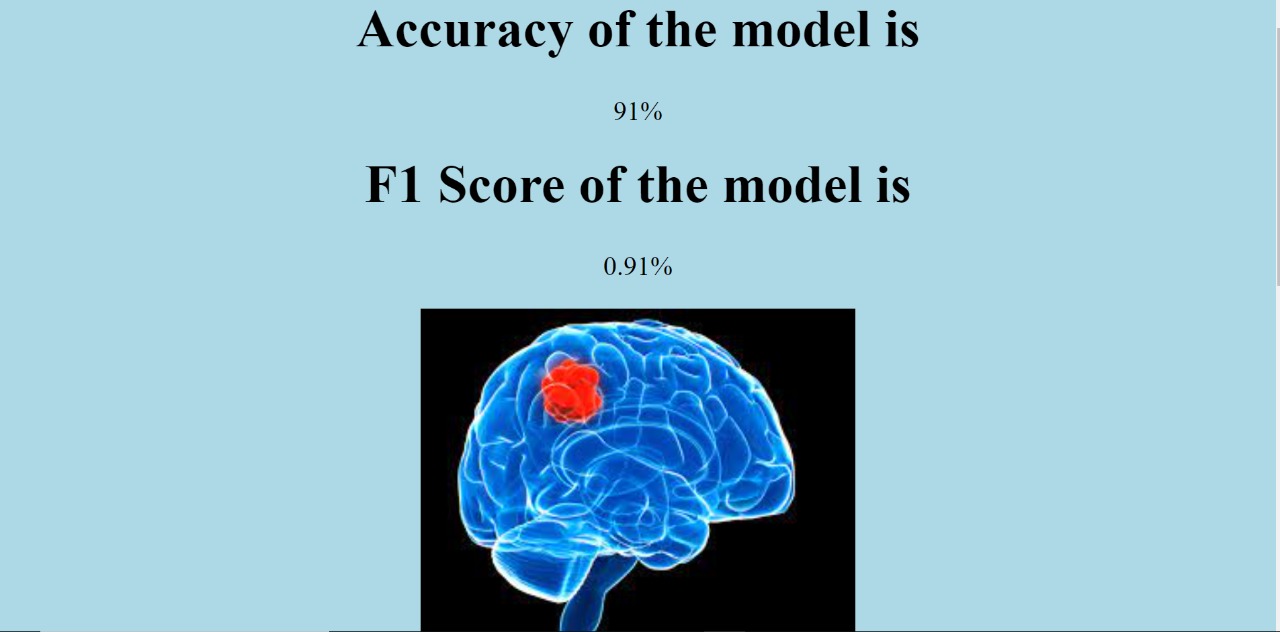 Accuracy of the model is
91%
F1 Score of the model is
0.91%